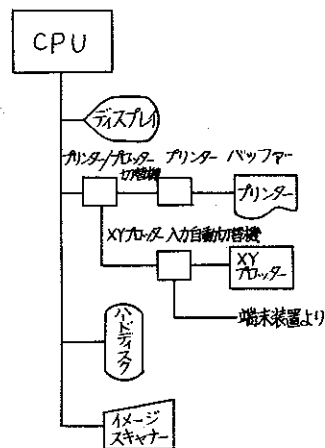 CPU
ディスプレイ
プリンター/プロッター
切替機
プリンター バッファー
プリンター
XYプロッター入力自動切替機
XY
プロッター
端末装置より
ハードディスク
イメージ
スキャナー